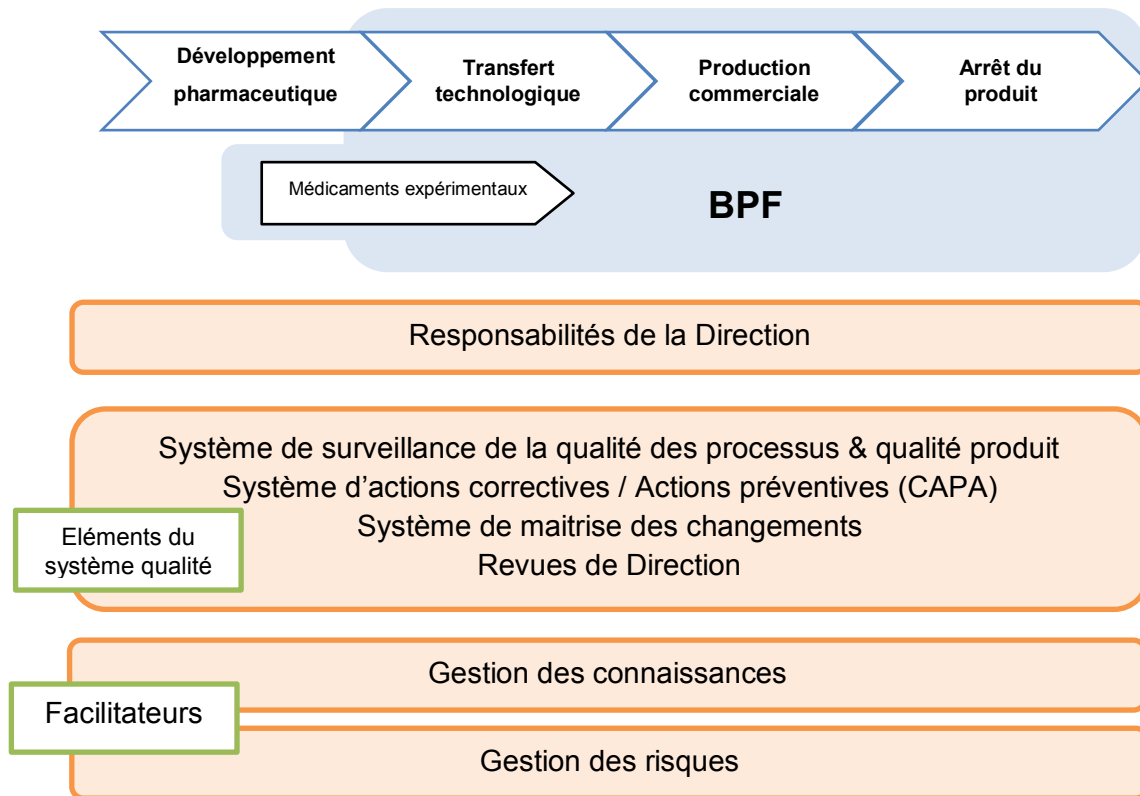 Développement
pharmaceutique
Transfert
technologique
Production
commerciale
Arrêt du
produit
Médicaments expérimentaux
BPF
Responsabilités de la Direction
Système de surveillance de la qualité des processus & qualité produit
Système d’actions correctives / Actions préventives (CAPA)
Système de maitrise des changements
Revues de Direction
Eléments du
système qualité
Gestion des connaissances
Facilitateurs
Gestion des risques